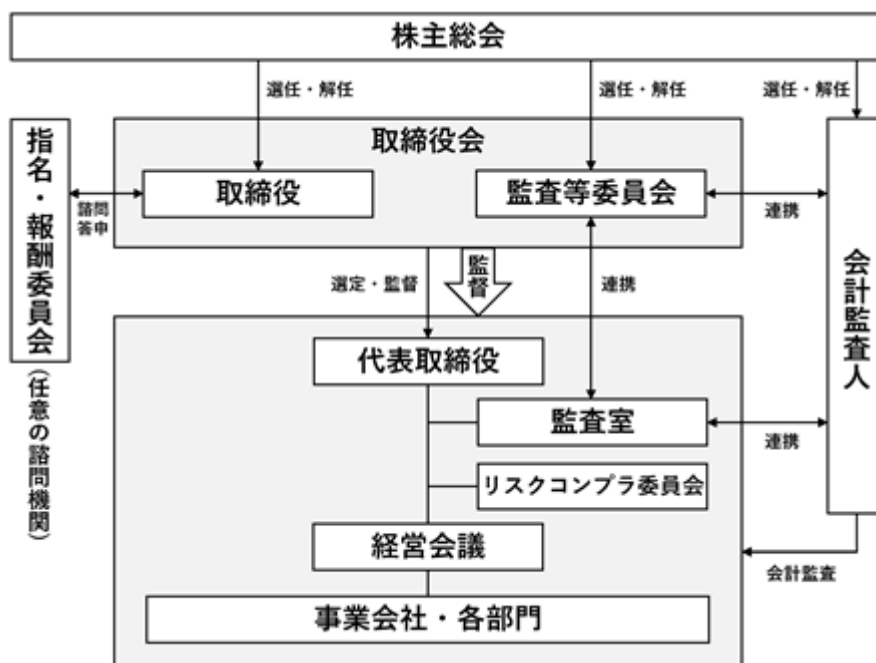 株主総会
選任・解任
選任・解任
選任・解任
指名・報酬委員会
(任意の諮問機関)
諮問
答申
取締役会
取締役
監査等委員会
連携
会計監査人
選定・監督
監督
連携
代表取締役
監査室
連携
リスクコンプラ委員会
経営会議
会計監査
事業会社・各部門